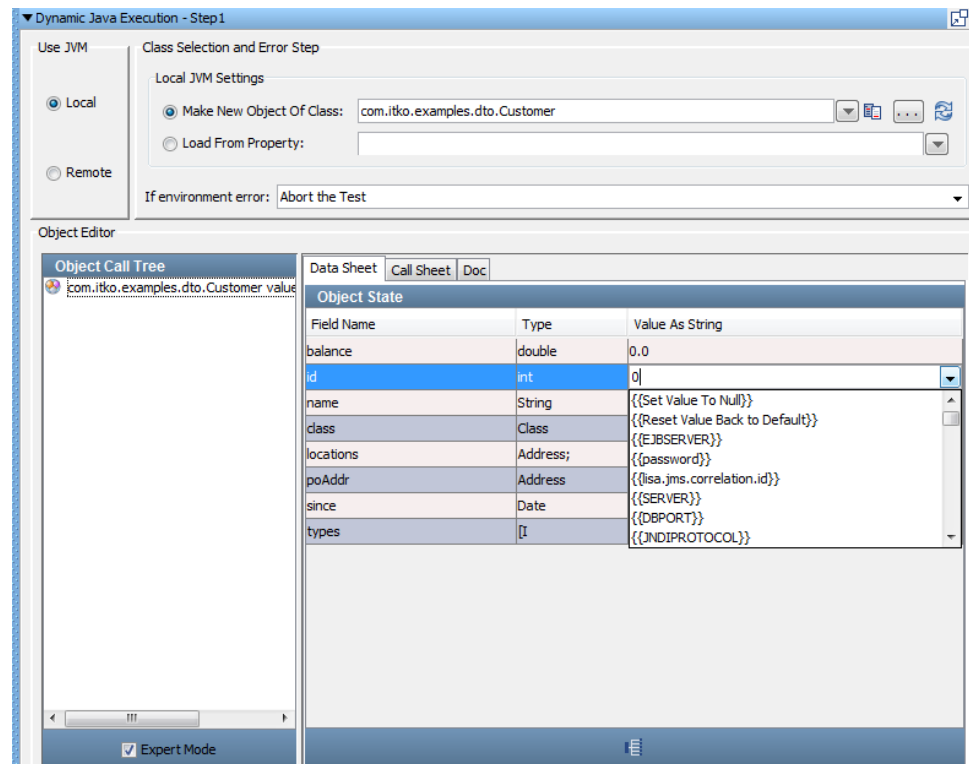 Dynamic Java Execution - Step1
Use JVM
Class Selection and Error Step
Local JVM Settings
Local
Make New Object Of Class: com.itko.examples.dto.Customer ...
Load From Property:
Remote
If environment error: Abort the Test
Object Editor
Object Call Tree
com.itko.examples.dto.Customer value
Data Sheet Call Sheet Doc
Object State
Field Name Type Value As String
balance double 0.0
id int 0
name String {{Set Value To Null}}
{{Reset Value Back to Default}}
class Class {{EJBSERVER}}
locations Address; {{password}}
poAddr Address {{lisa.jms.correlation.id}}
since Date {{SERVER}}
{{DBPORT}}
types [I {{JNDIPROTOCOL}}
Expert Mode